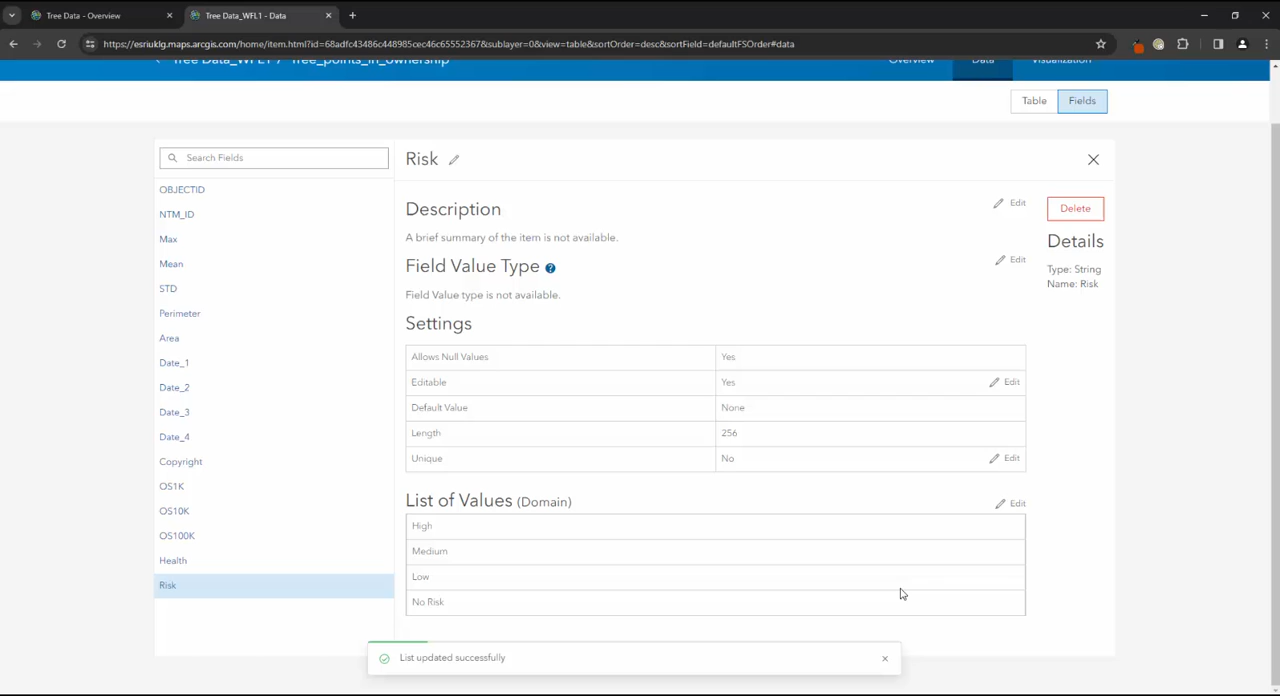 Tree Data - Overview
Tree Data_WFL1 - Data
https://esriuklg.maps.arcgis.com/home/item.html?id=68adfc43486c448985cec46c65552367&sublayer=0&view=table&sortOrder=desc&sortField=defaultFSOrder#data
Tree Data_WFL1 / Tree_points_in_ownership
Overview
Data
Visualization
Table
Fields
Search Fields
OBJECTID
NTM_ID
Max
Mean
STD
Perimeter
Area
Date_1
Date_2
Date_3
Date_4
Copyright
OS1K
OS10K
OS100K
Health
Risk
Risk
Description
Edit
A brief summary of the item is not available.
Field Value Type
Edit
Field Value type is not available.
Settings
Allows Null Values Yes
Editable Yes Edit
Default Value None
Length 256
Unique No Edit
List of Values (Domain) Edit
High
Medium
Low
No Risk
Delete
Details
Type: String
Name: Risk
List updated successfully